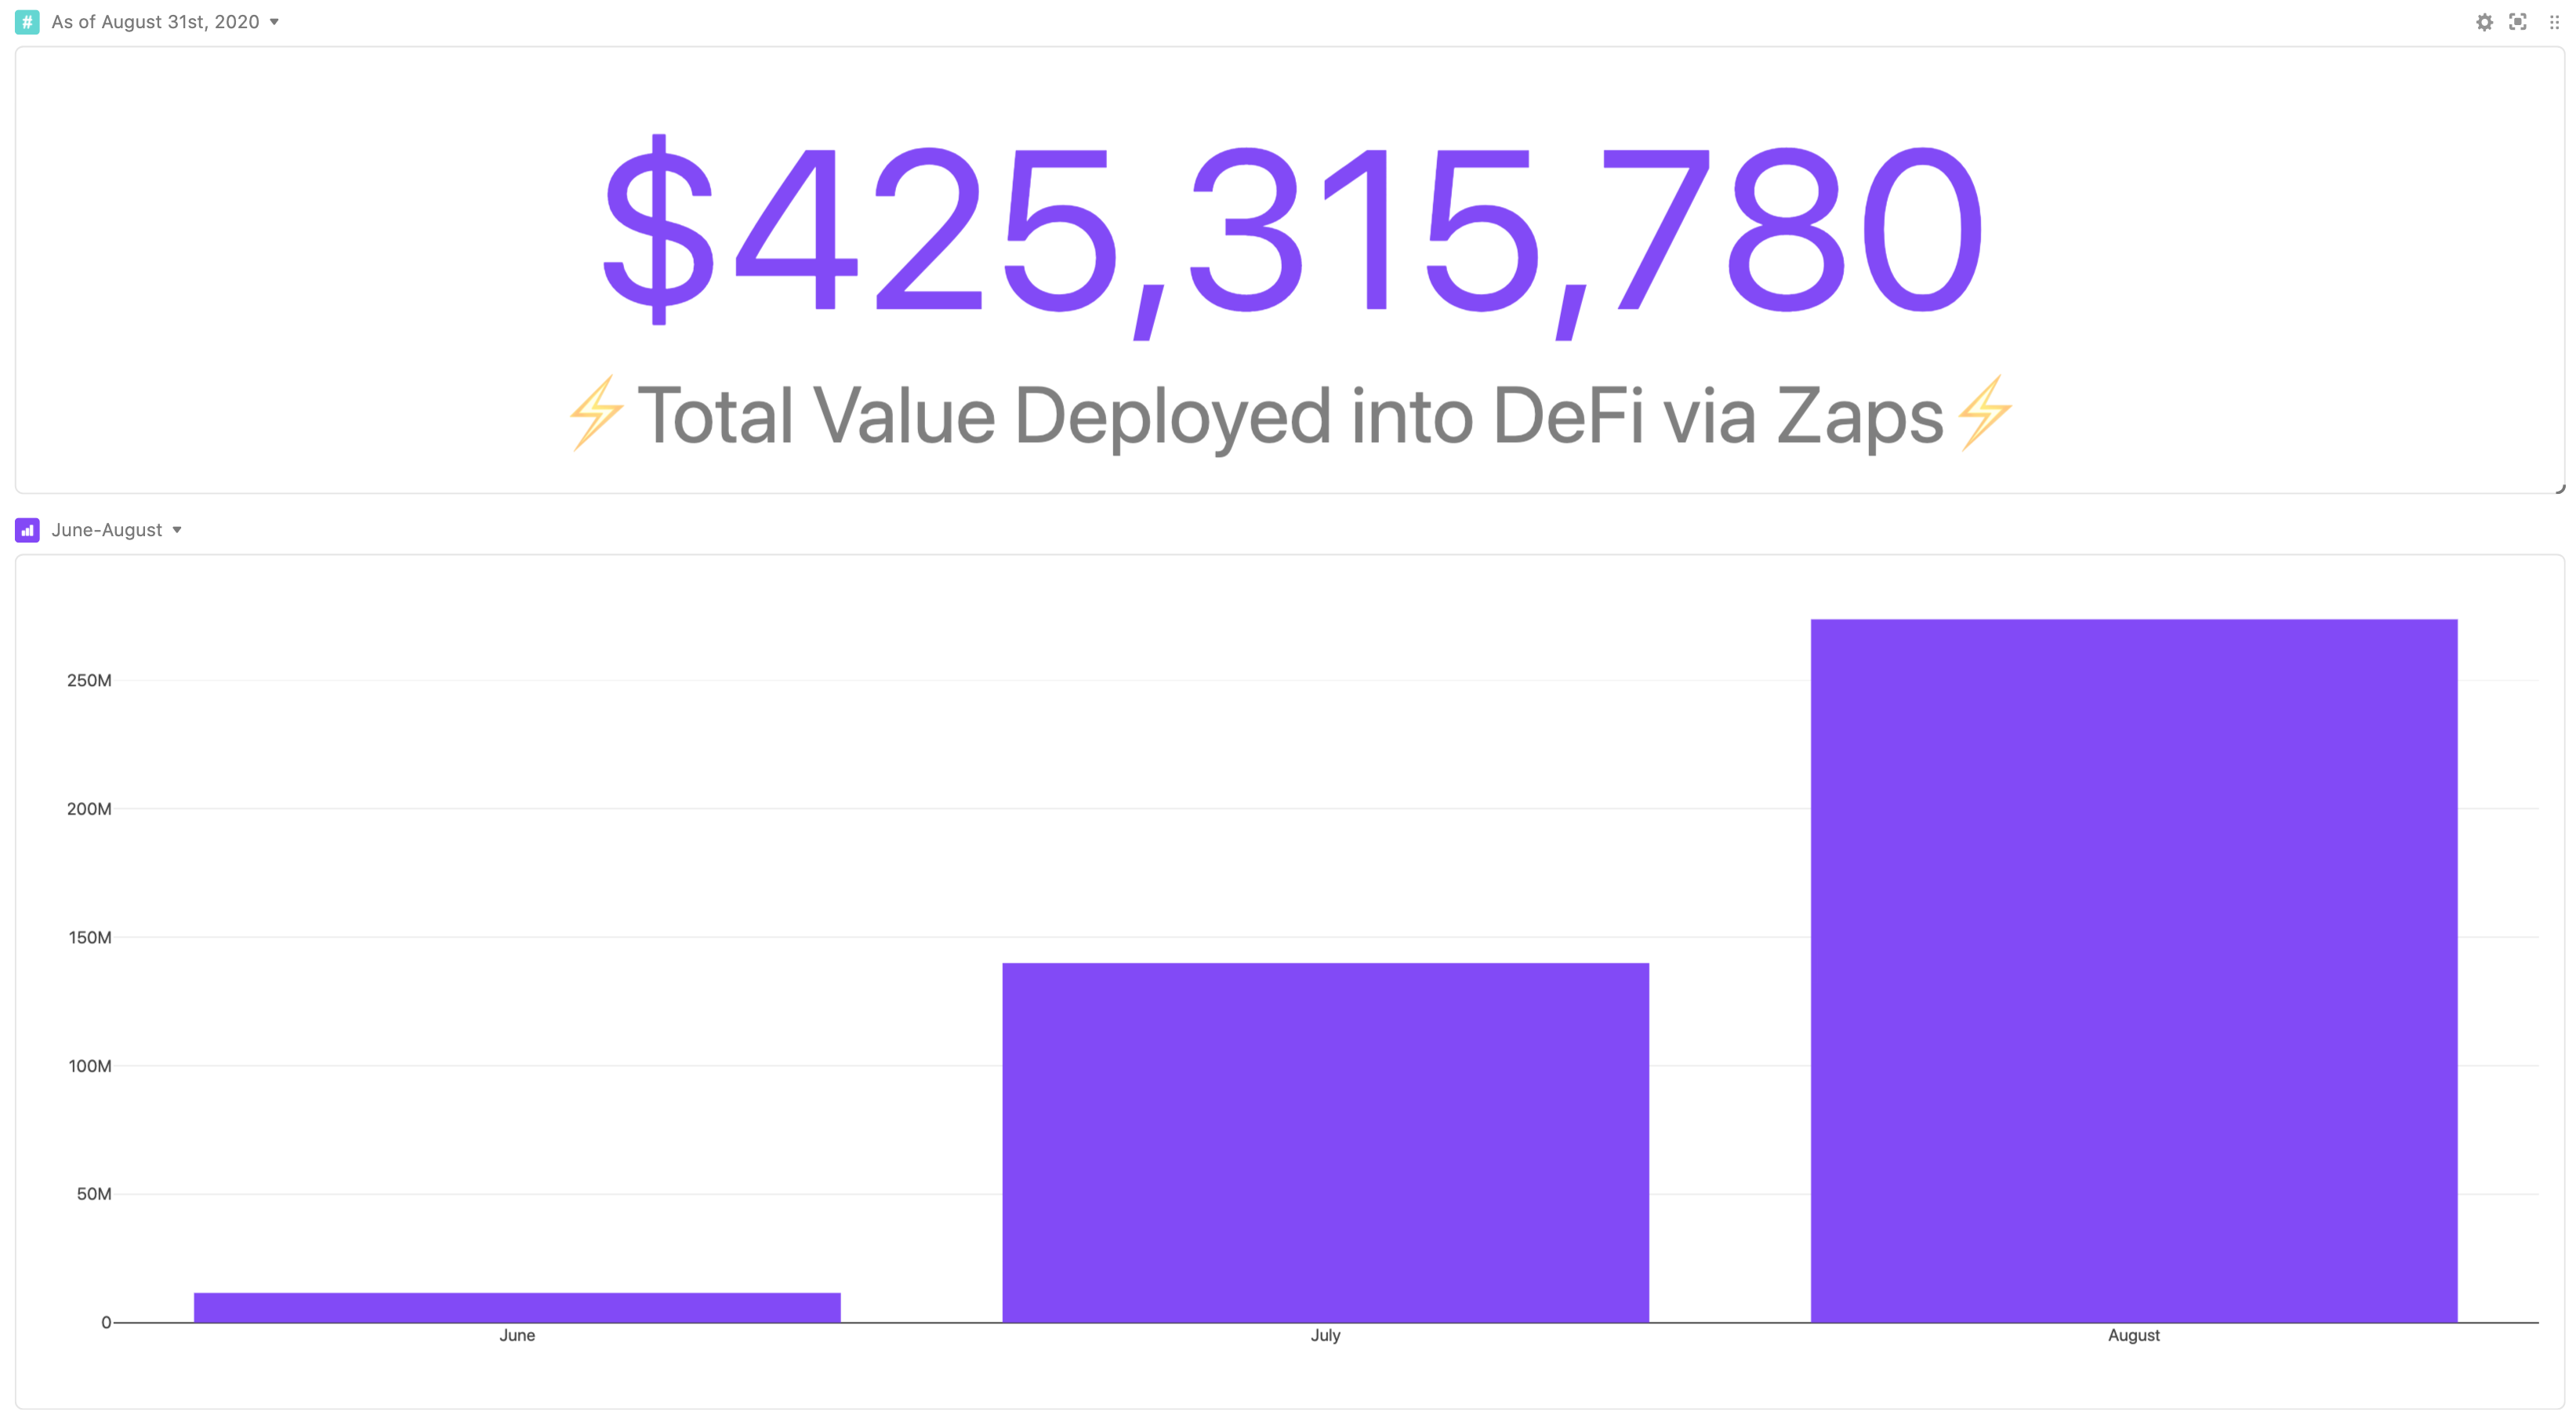 # As of August 31st, 2020
$425,315,780
⚡Total Value Deployed into DeFi via Zaps⚡
June-August
250M
200M
150M
100M
50M
0
June July August